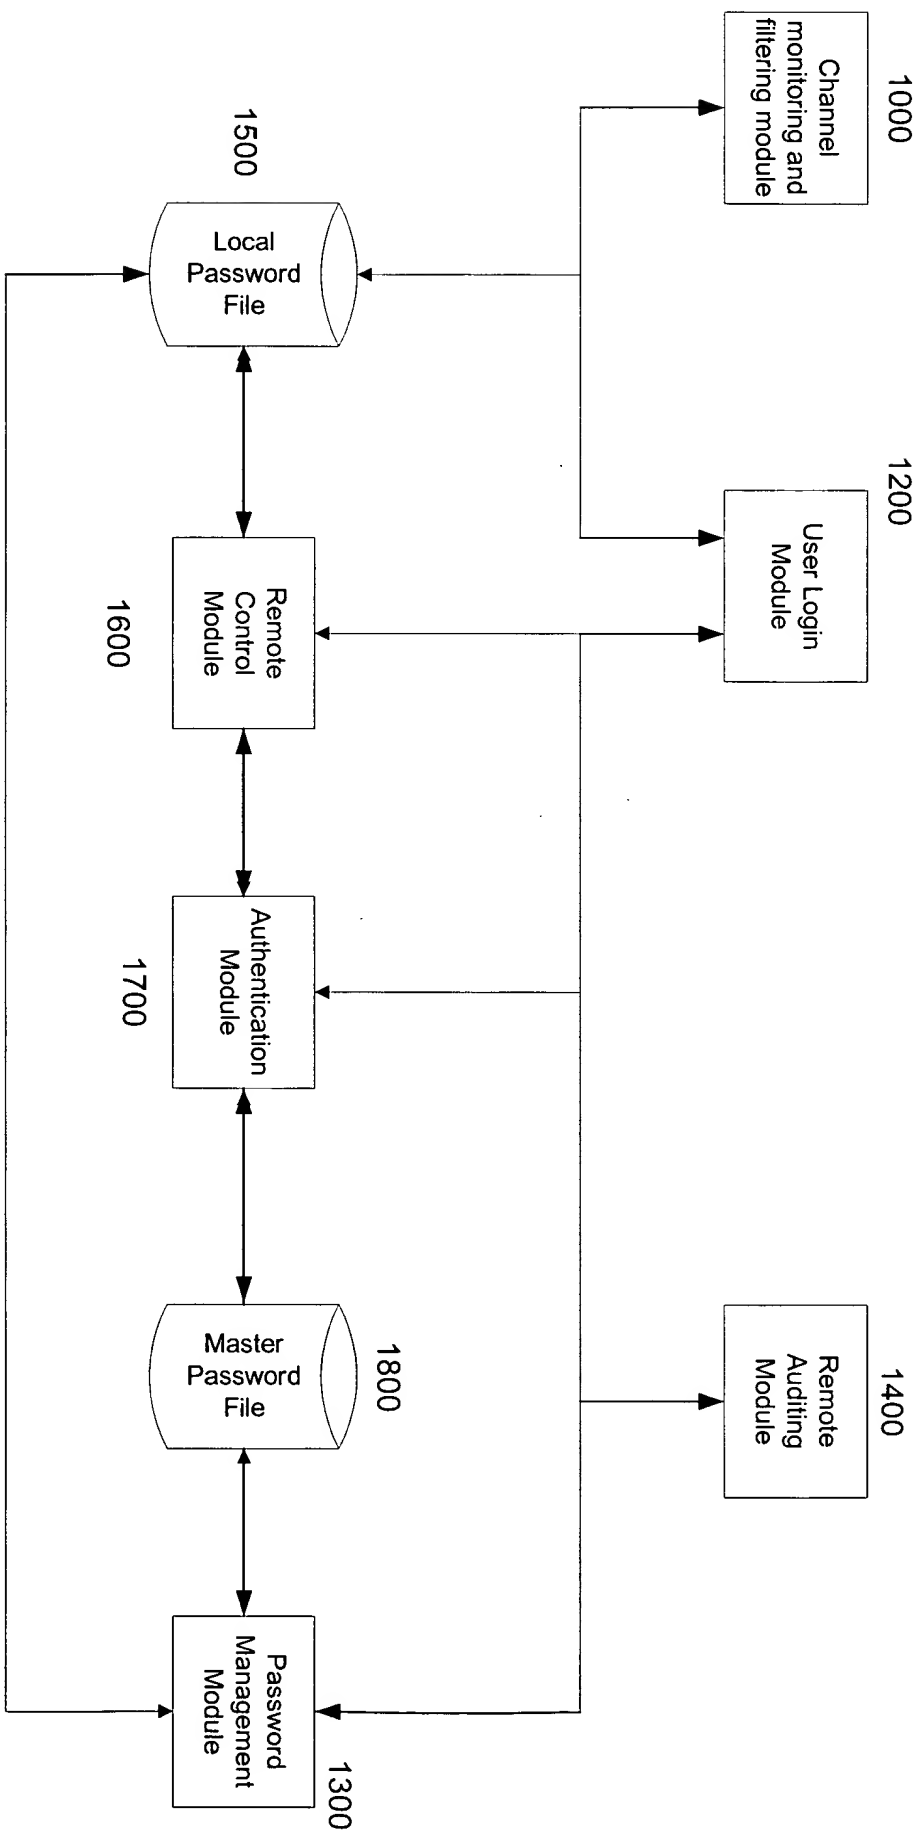 1000
Channel
monitoring and
filtering module
1200
User Login
Module
1400
Remote
Auditing
Module
1500
Local
Password
File
Remote
Control
Module
1600
Authentication
Module
1700
1800
Master
Password
File
Password
Management
Module
1300